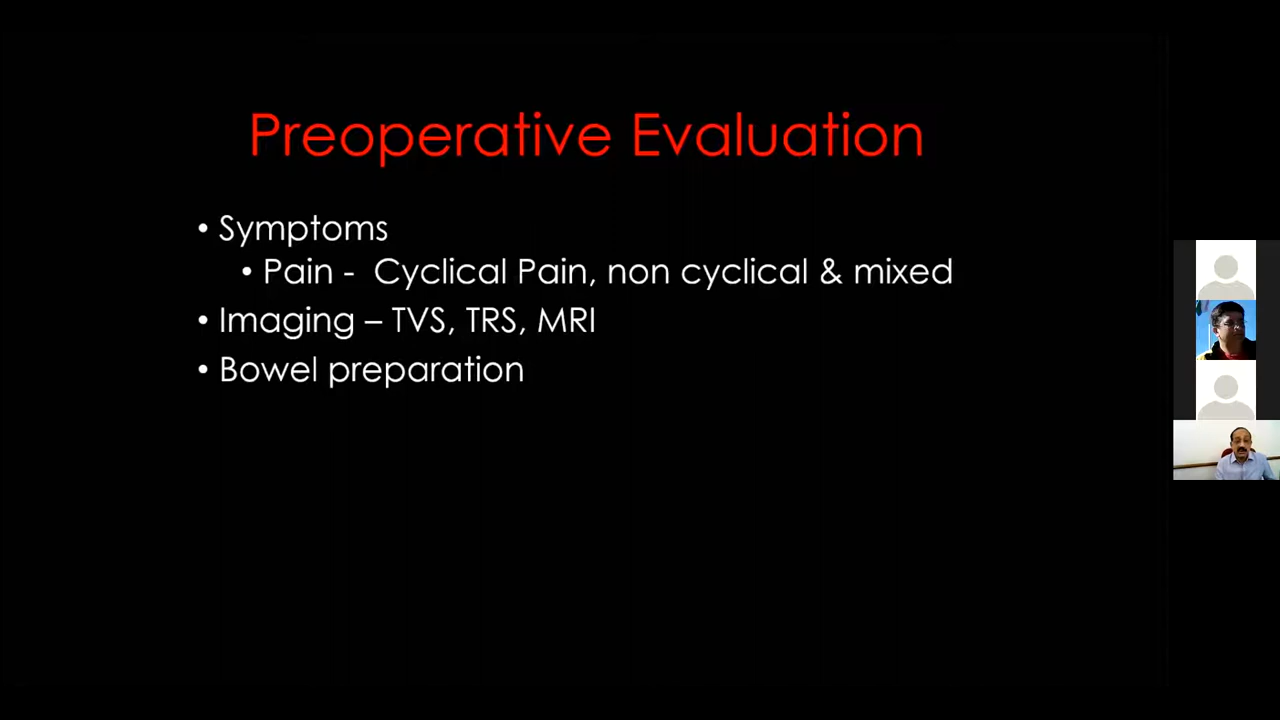 Preoperative Evaluation
• Symptoms
• Pain - Cyclical Pain, non cyclical & mixed
• Imaging – TVS, TRS, MRI
• Bowel preparation